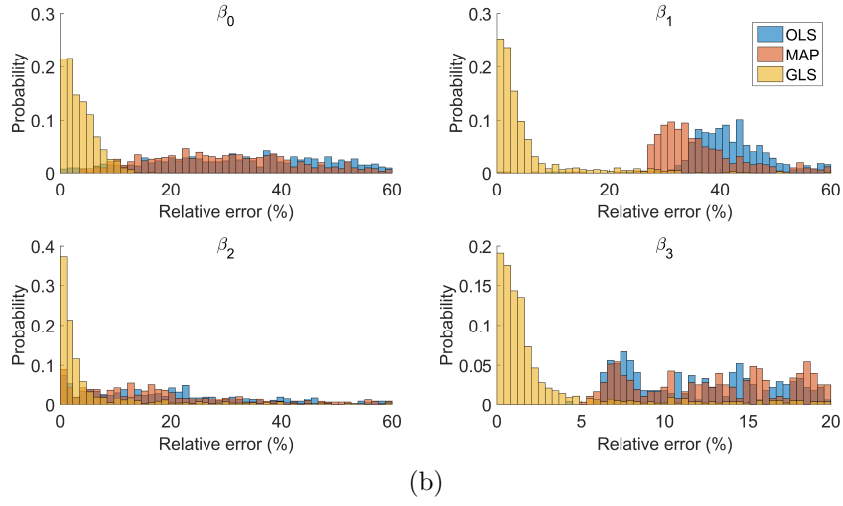 β0
0.3
0.2
0.1
0
Probability
0 20 40 60
Relative error (%)
β1
0.3
0.2
0.1
0
Probability
0 20 40 60
Relative error (%)
OLS
MAP
GLS
β2
0.4
0.3
0.2
0.1
0
Probability
0 20 40 60
Relative error (%)
β3
0.2
0.15
0.1
0.05
0
Probability
0 5 10 15 20
Relative error (%)
(b)